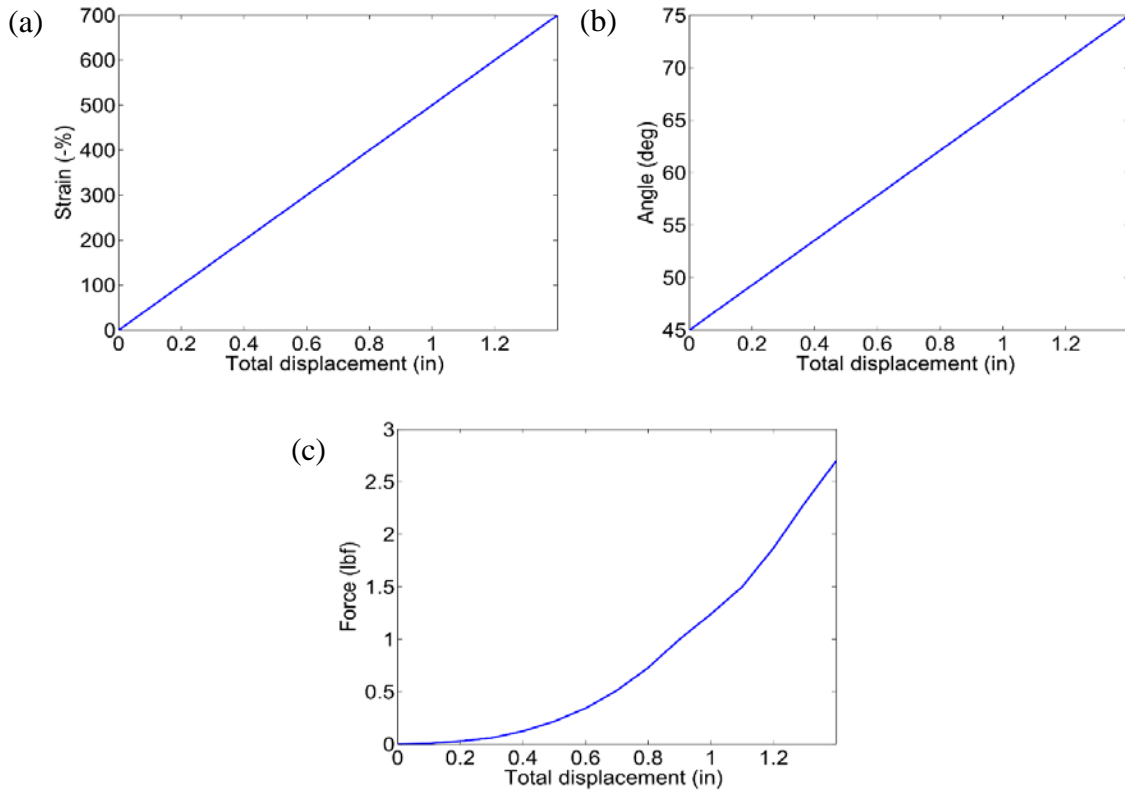 (a)
700
600
500
400
300
200
100
0
Strain (-%)
0 0.2 0.4 0.6 0.8 1 1.2
Total displacement (in)
(b)
75
70
65
60
55
50
45
Angle (deg)
0 0.2 0.4 0.6 0.8 1 1.2
Total displacement (in)
(c)
3
2.5
2
1.5
1
0.5
0
Force (lbf)
0 0.2 0.4 0.6 0.8 1 1.2
Total displacement (in)